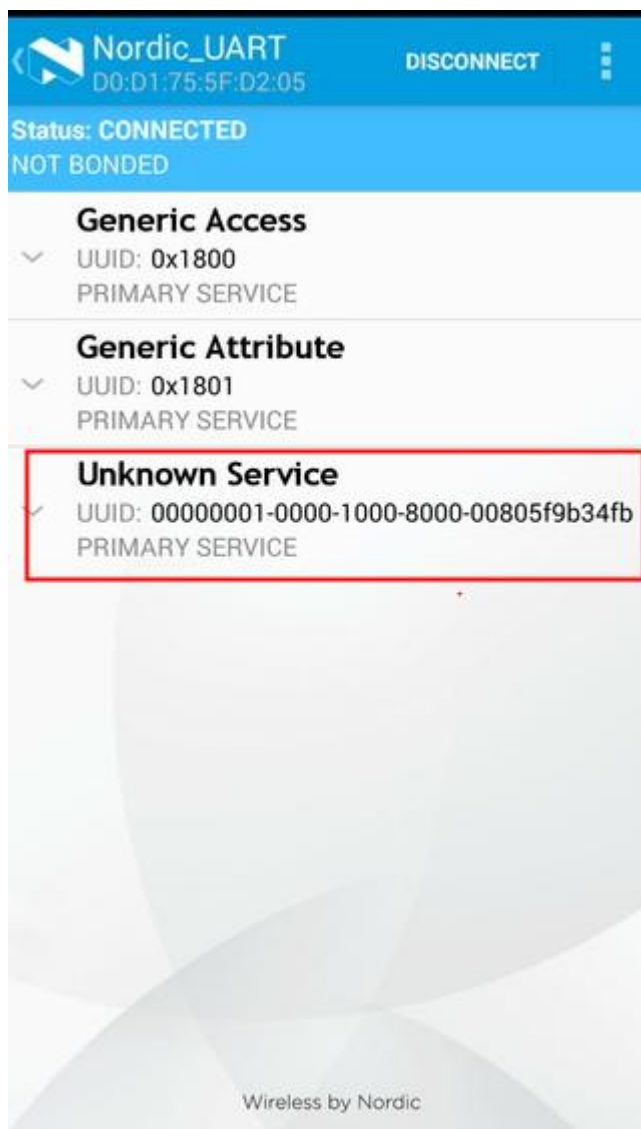 Nordic_UART
DISCONNECT
D0:D1:75:5F:D2:05
Status: CONNECTED
NOT BONDED
Generic Access
UUID: 0x1800
PRIMARY SERVICE
Generic Attribute
UUID: 0x1801
PRIMARY SERVICE
Unknown Service
UUID: 00000001-0000-1000-8000-00805f9b34fb
PRIMARY SERVICE
Wireless by Nordic